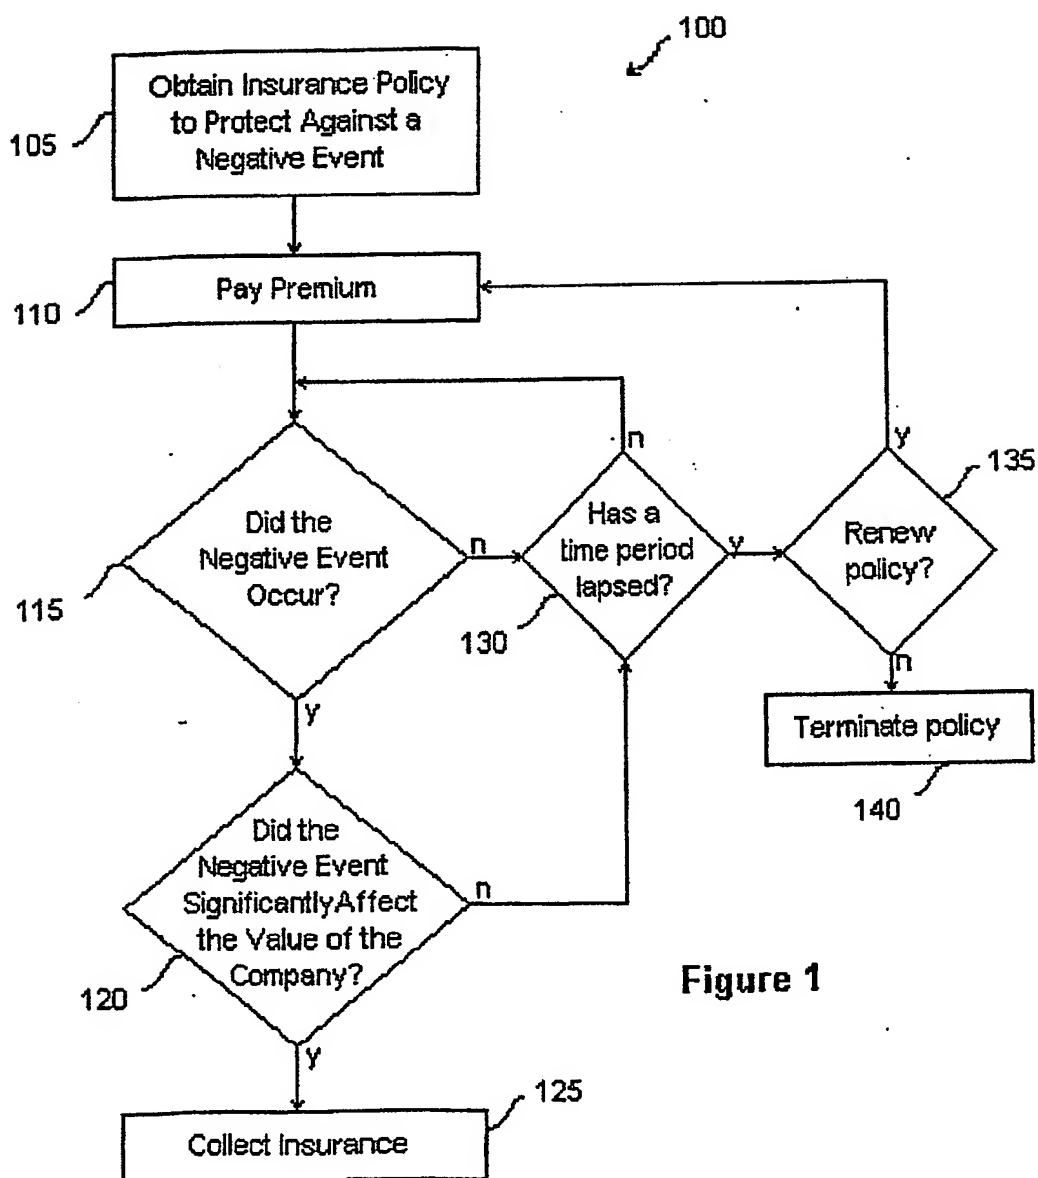 100
Obtain Insurance Policy
to Protect Against a
Negative Event
105
Pay Premium
110
n
y
135
Did the
Negative Event
Occur?
115
n
Has a
time period
lapsed?
130
y
Renew
policy?
n
y
Terminate policy
140
Did the
Negative Event
Significantly Affect
the Value of the
Company?
120
n
Figure 1
y
125
Collect Insurance